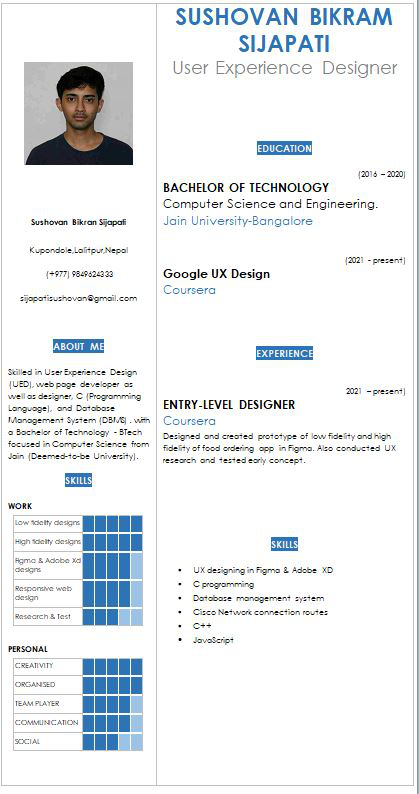 SUSHOVAN BIKRAM
SIJAPATI
User Experience Designer
Sushovan Bikran Sijapati
Kupondole,Lalitpur,Nepal
(+977) 9849624333
sijapatisushovan@gmail.com
ABOUT ME
Skilled in User Experience Design
(UED), web page developer as
well as designer, C (Programming
Language), and Database
Management System (DBMS) . with
a Bachelor of Technology - BTech
focused in Computer Science from
Jain (Deemed-to-be University).
SKILLS
WORK
Low fidelity designs
High fidelity designs
Figma & Adobe Xd
designs
Responsive web
design
Research & Test
PERSONAL
CREATIVITY
ORGANISED
TEAM PLAYER
COMMUNICATION
SOCIAL
EDUCATION
(2016 – 2020)
BACHELOR OF TECHNOLOGY
Computer Science and Engineering.
Jain University-Bangalore
(2021 - present)
Google UX Design
Coursera
EXPERIENCE
2021 – present)
ENTRY-LEVEL DESIGNER
Coursera
Designed and created prototype of low fidelity and high
fidelity of food ordering app in Figma. Also conducted UX
research and tested early concept.
SKILLS
• UX designing in Figma & Adobe XD
• C programming
• Database management system
• Cisco Network connection routes
• C++
• JavaScript